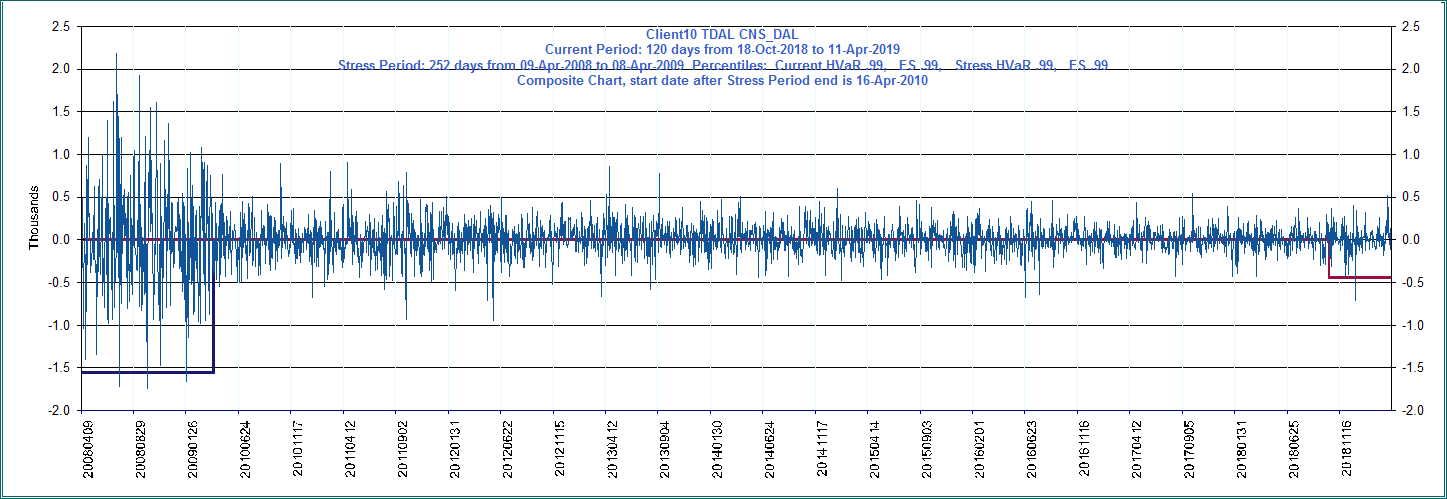 Client10 TDAL CNS_DAL
Current Period: 120 days from 18-Oct-2018 to 11-Apr-2019
Stress Period: 252 days from 09-Apr-2008 to 08-Apr-2009 Percentiles: Current HVaR .99, ES .99, Stress HVaR .99, ES .99
Composite Chart, start date after Stress Period end is 16-Apr-2010
2.5 2.5
2.0 2.0
1.5 1.5
1.0 1.0
0.5 0.5
0.0 0.0
-0.5 -0.5
-1.0 -1.0
-1.5 -1.5
-2.0 -2.0
Thousands
20080409 20080829 20090126 20100624 20101117 20110412 20110902 20120131 20120622 20121115 20130412 20130904 20140130 20140624 20141117 20150414 20150903 20160201 20160623 20161116 20170412 20170905 20180131 20180625 20181116